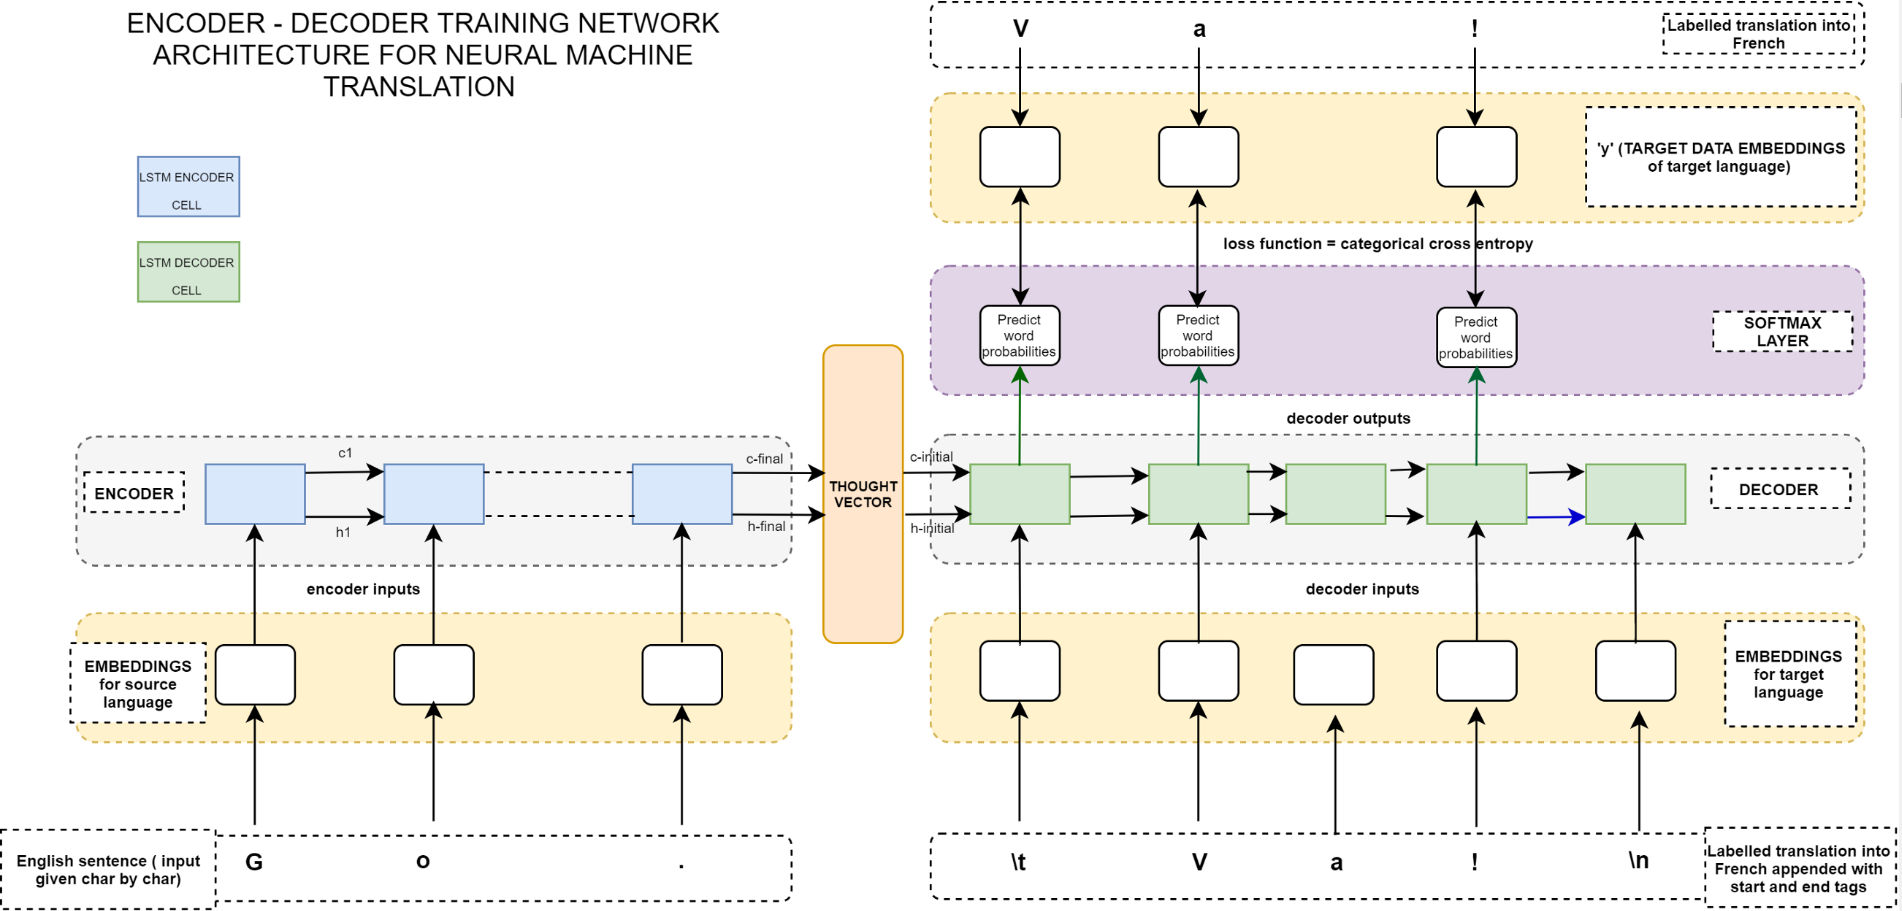 ENCODER - DECODER TRAINING NETWORK
ARCHITECTURE FOR NEURAL MACHINE
TRANSLATION
V a !
Labelled translation into
French
'y' (TARGET DATA EMBEDDINGS
of target language)
LSTM ENCODER
CELL
LSTM DECODER
CELL
loss function = categorical cross entropy
Predict
word
probabilities
Predict
word
probabilities
Predict
word
probabilities
SOFTMAX
LAYER
decoder outputs
ENCODER
c1
h1
c-final
h-final
THOUGHT
VECTOR
c-initial
h-initial
DECODER
encoder inputs
decoder inputs
EMBEDDINGS
for source
language
EMBEDDINGS
for target
language
English sentence ( input
given char by char)
G o .
\t V a ! \n
Labelled translation into
French appended with
start and end tags